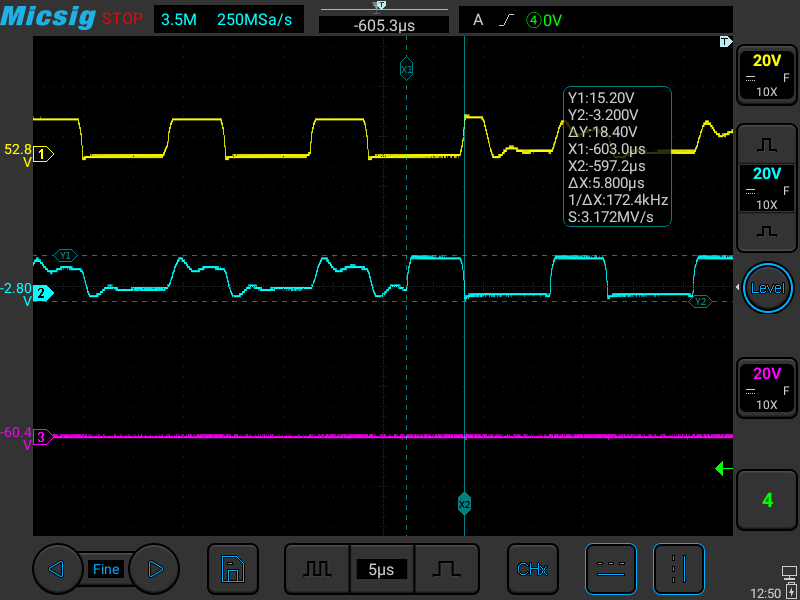 Micsig STOP 3.5M 250MSa/s T -605.3µs A 4 0V
T
20V
F
10X
X1
Y1:15.20V
Y2:-3.200V
ΔY:18.40V
X1:-603.0µs
X2:-597.2µs
ΔX:5.800µs
1/ΔX:172.4kHz
S:3.172MV/s
52.8
V
1
20V
F
10X
Y1
-2.80
V
2
Y2
Level
20V
F
10X
-60.4
V
3
X2
4
Fine
5µs
CHx
12:50